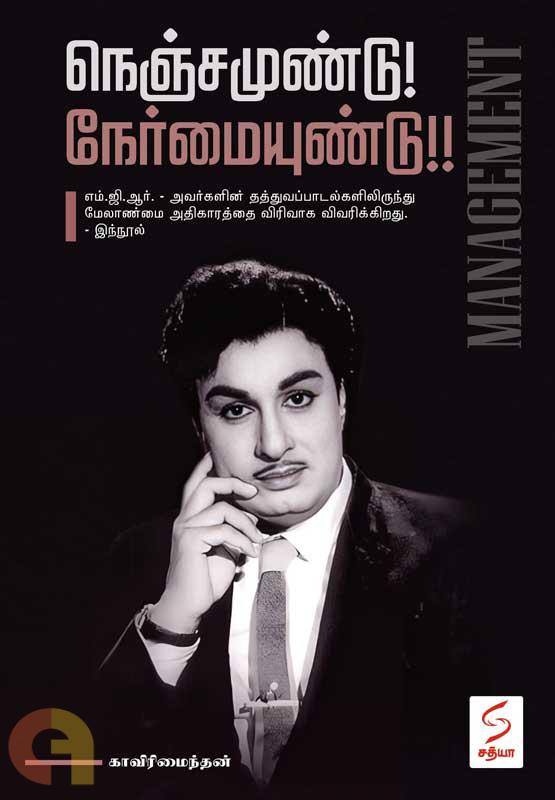 நெஞ்சமுண்டு!
நேர்மையுண்டு!!
MANAGEMENT
எம்.ஜி.ஆர். - அவர்களின் தத்துவப்பாடல்களிலிருந்து
மேலாண்மை அதிகாரத்தை விரிவாக விவரிக்கிறது.
- இந்நூல்
காவிரிமைந்தன்
சத்யா